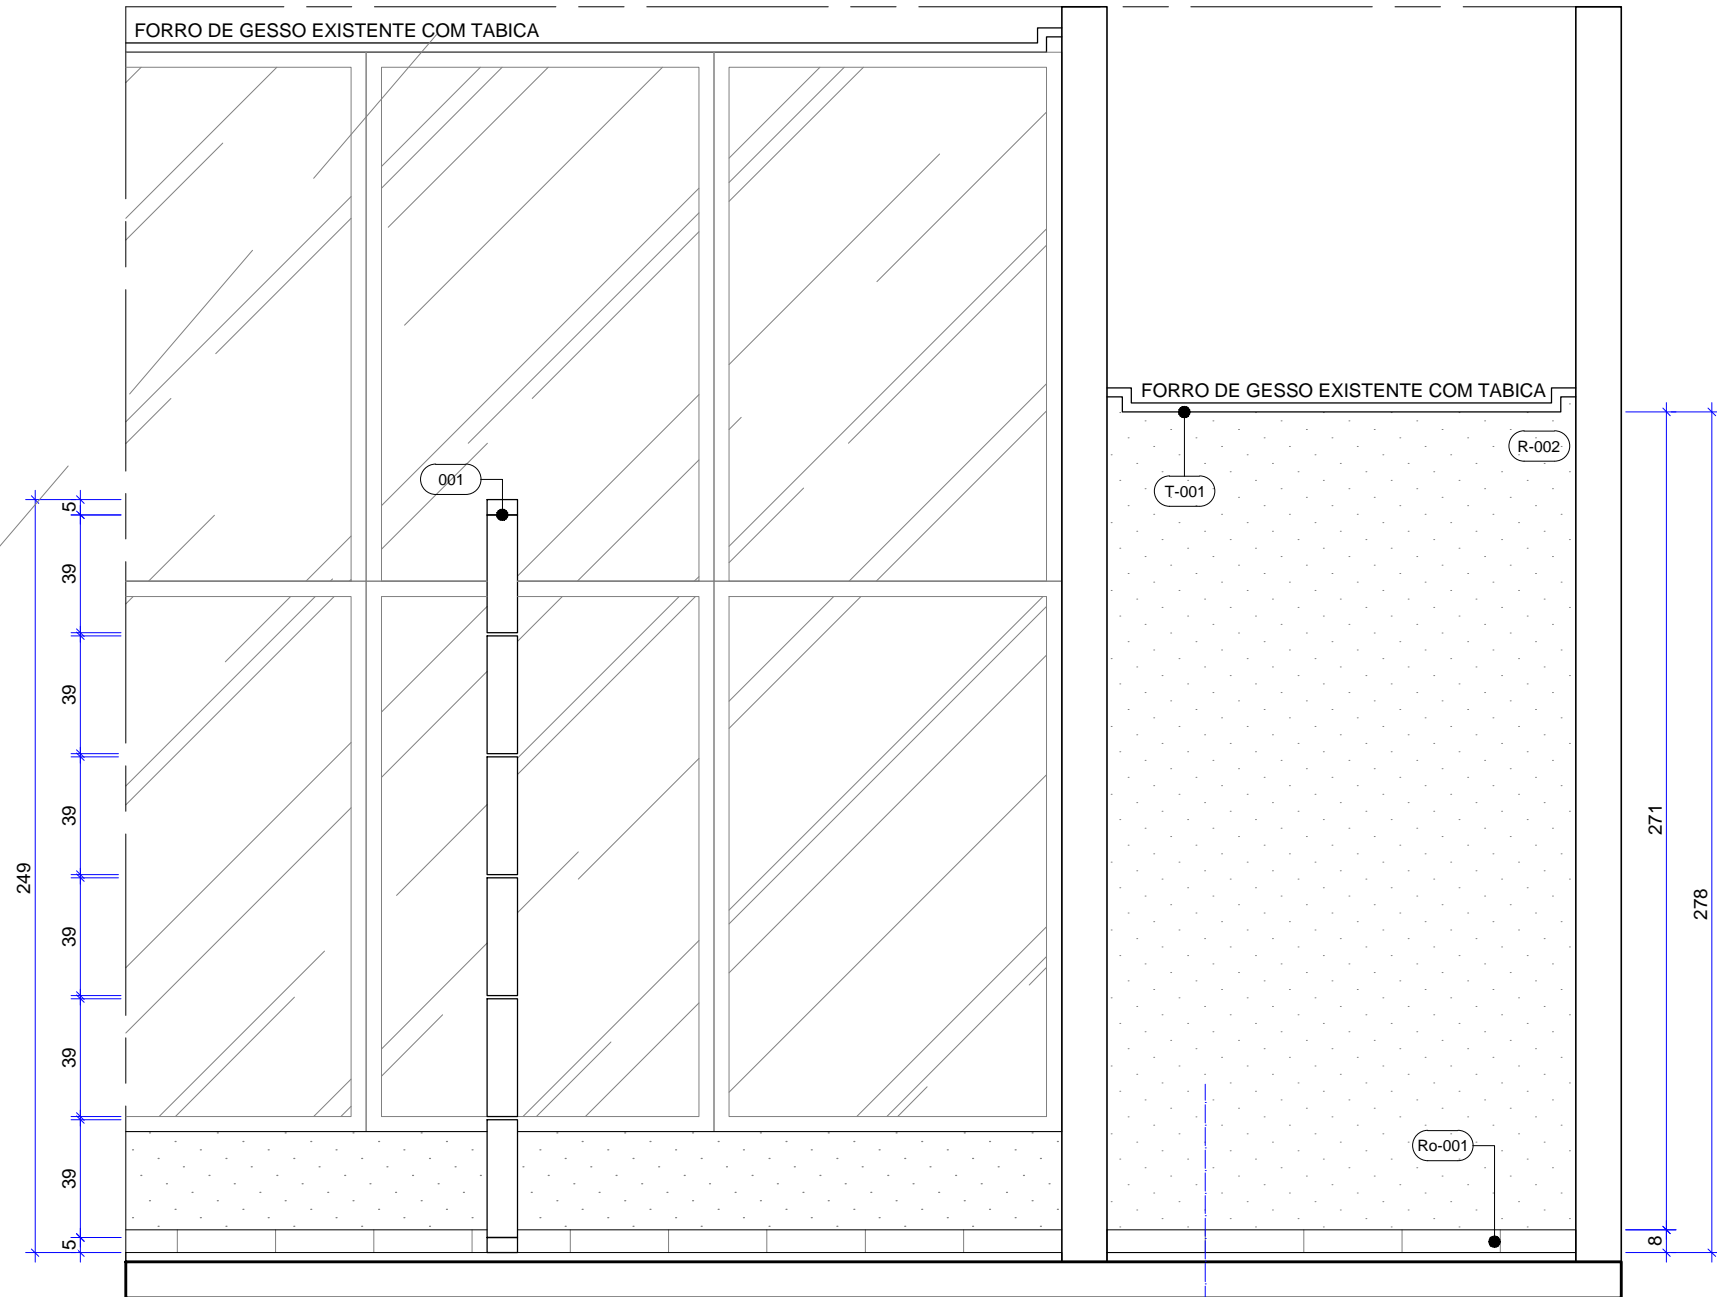 FORRO DE GESSO EXISTENTE COM TABICA
FORRO DE GESSO EXISTENTE COM TABICA
R-002
T-001
001
5
39
39
39
39
39
39
5
249
271
278
8
Ro-001